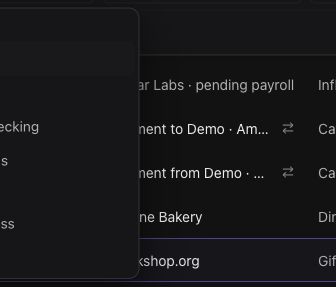 ar Labs · pending payroll Inf
ecking
ment to Demo · Am... Ca
s
ment from Demo · ... Ca
ne Bakery Dir
ss
kshop.org Gif